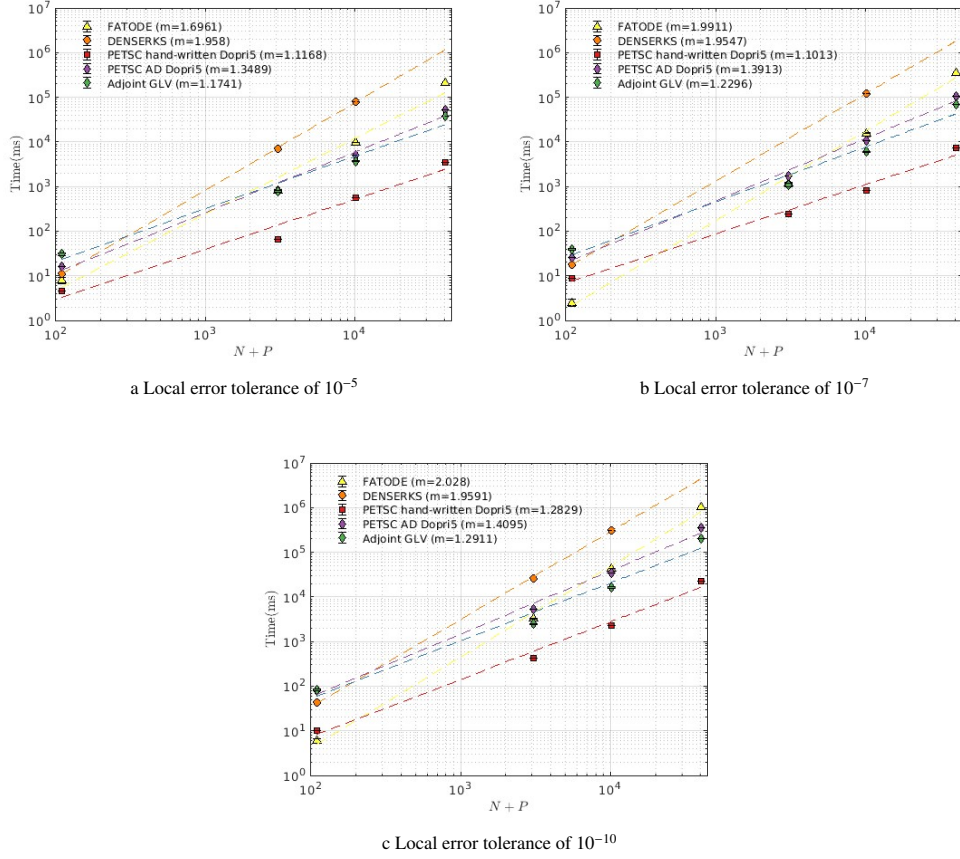 10^7
10^6
10^5
10^4
10^3
10^2
10^1
10^0
Time(ms)
FATODE (m=1.6961)
DENSERKS (m=1.958)
PETSC hand-written Dopri5 (m=1.1168)
PETSC AD Dopri5 (m=1.3489)
Adjoint GLV (m=1.1741)
10^2 10^3 10^4
N + P
a Local error tolerance of 10^−5
10^7
10^6
10^5
10^4
10^3
10^2
10^1
10^0
Time(ms)
FATODE (m=1.9911)
DENSERKS (m=1.9547)
PETSC hand-written Dopri5 (m=1.1013)
PETSC AD Dopri5 (m=1.3913)
Adjoint GLV (m=1.2296)
10^2 10^3 10^4
N + P
b Local error tolerance of 10^−7
10^7
10^6
10^5
10^4
10^3
10^2
10^1
10^0
Time(ms)
FATODE (m=2.028)
DENSERKS (m=1.9591)
PETSC hand-written Dopri5 (m=1.2829)
PETSC AD Dopri5 (m=1.4095)
Adjoint GLV (m=1.2911)
10^2 10^3 10^4
N + P
c Local error tolerance of 10^−10